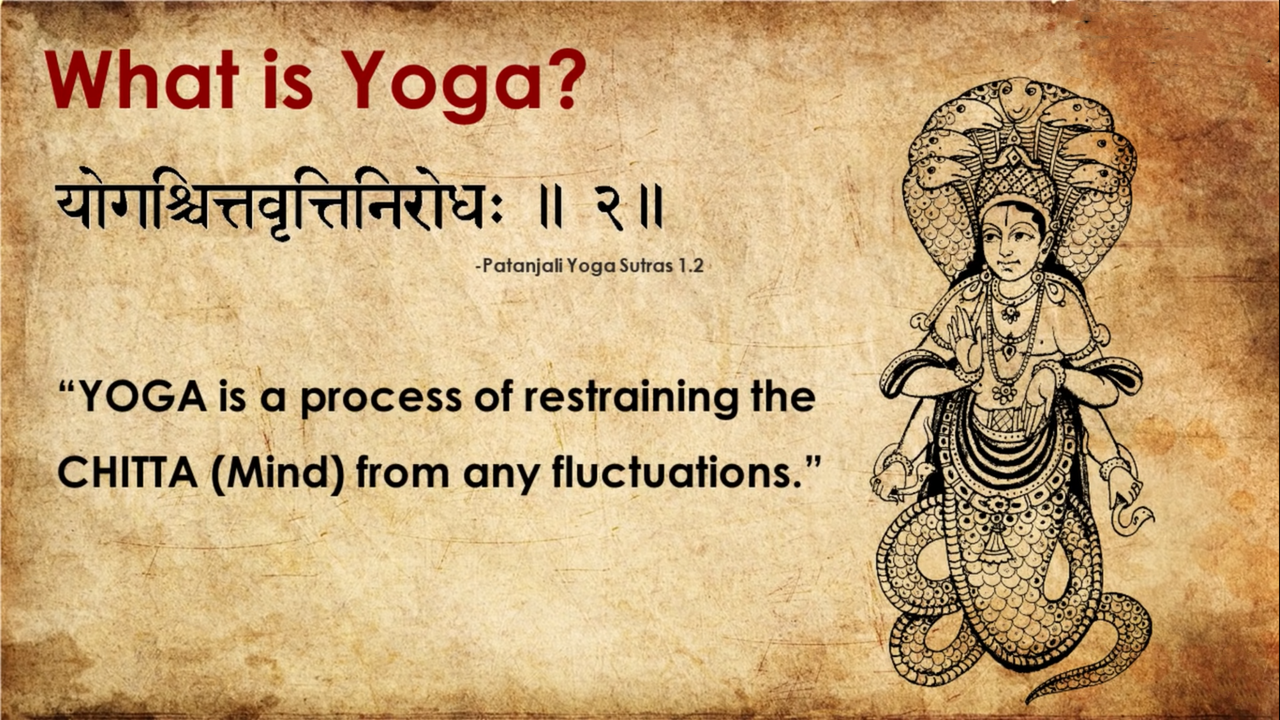 What is Yoga?
योगश्चित्तवृत्तिनिरोधः ॥ २॥
-Patanjali Yoga Sutras 1.2
“YOGA is a process of restraining the
CHITTA (Mind) from any fluctuations.”